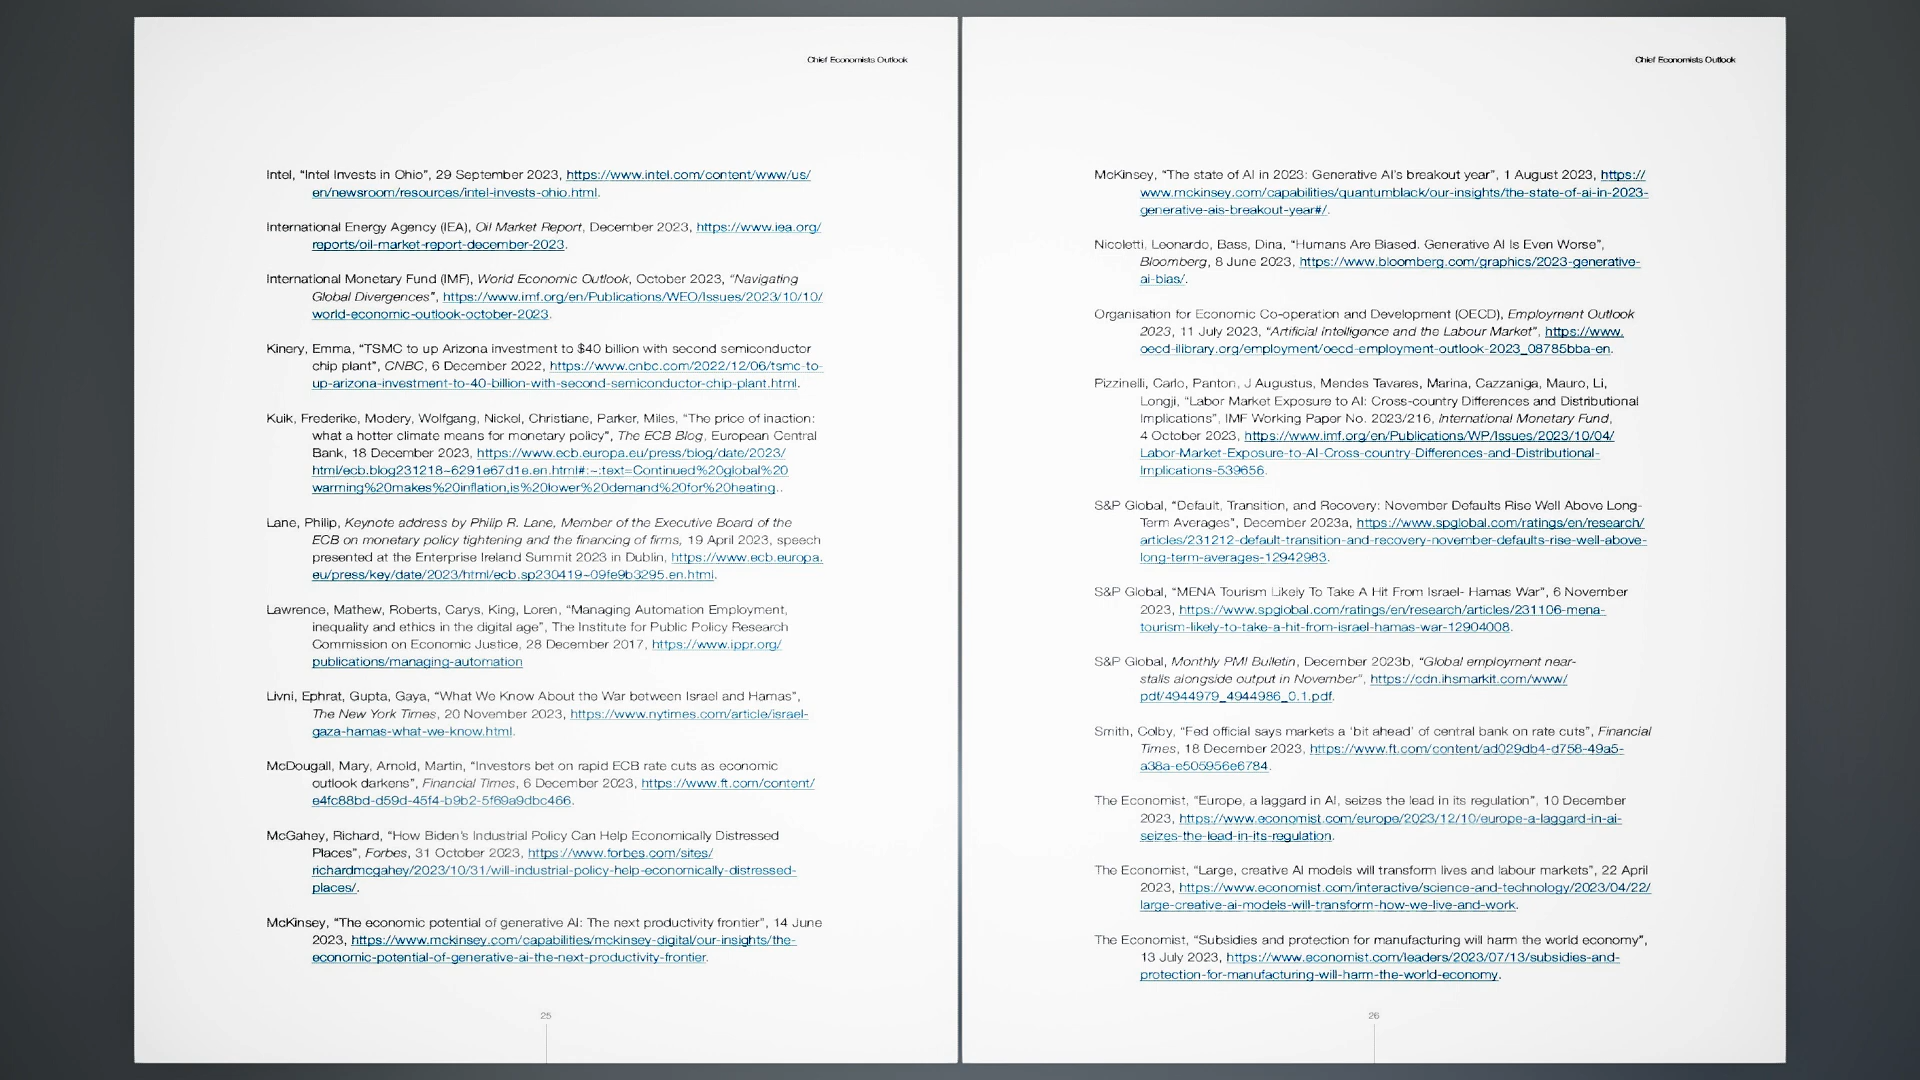 Chief Economists Outlook
Intel, “Intel Invests in Ohio”, 29 September 2023, https://www.intel.com/content/www/us/
en/newsroom/resources/intel-invests-ohio.html.
International Energy Agency (IEA), Oil Market Report, December 2023, https://www.iea.org/
reports/oil-market-report-december-2023.
International Monetary Fund (IMF), World Economic Outlook, October 2023, “Navigating
Global Divergences”, https://www.imf.org/en/Publications/WEO/Issues/2023/10/10/
world-economic-outlook-october-2023.
Kinery, Emma, “TSMC to up Arizona investment to $40 billion with second semiconductor
chip plant”, CNBC, 6 December 2022, https://www.cnbc.com/2022/12/06/tsmc-to-
up-arizona-investment-to-40-billion-with-second-semiconductor-chip-plant.html.
Kuik, Frederike, Modery, Wolfgang, Nickel, Christiane, Parker, Miles, “The price of inaction:
what a hotter climate means for monetary policy”, The ECB Blog, European Central
Bank, 18 December 2023, https://www.ecb.europa.eu/press/blog/date/2023/
html/ecb.blog231218~6291e67d1e.en.html#:~:text=Continued%20global%20
warming%20makes%20inflation,is%20lower%20demand%20for%20heating..
Lane, Philip, Keynote address by Philip R. Lane, Member of the Executive Board of the
ECB on monetary policy tightening and the financing of firms, 19 April 2023, speech
presented at the Enterprise Ireland Summit 2023 in Dublin, https://www.ecb.europa.
eu/press/key/date/2023/html/ecb.sp230419~09fe9b3295.en.html.
Lawrence, Mathew, Roberts, Carys, King, Loren, “Managing Automation Employment,
inequality and ethics in the digital age”, The Institute for Public Policy Research
Commission on Economic Justice, 28 December 2017, https://www.ippr.org/
publications/managing-automation
Livni, Ephrat, Gupta, Gaya, “What We Know About the War between Israel and Hamas”,
The New York Times, 20 November 2023, https://www.nytimes.com/article/israel-
gaza-hamas-what-we-know.html.
McDougall, Mary, Arnold, Martin, “Investors bet on rapid ECB rate cuts as economic
outlook darkens”, Financial Times, 6 December 2023, https://www.ft.com/content/
e4fc88bd-d59d-45f4-b9b2-5f69a9dbc466.
McGahey, Richard, “How Biden’s Industrial Policy Can Help Economically Distressed
Places”, Forbes, 31 October 2023, https://www.forbes.com/sites/
richardmcgahey/2023/10/31/will-industrial-policy-help-economically-distressed-
places/.
McKinsey, “The economic potential of generative AI: The next productivity frontier”, 14 June
2023, https://www.mckinsey.com/capabilities/mckinsey-digital/our-insights/the-
economic-potential-of-generative-ai-the-next-productivity-frontier.
25
Chief Economists Outlook
McKinsey, “The state of AI in 2023: Generative AI’s breakout year”, 1 August 2023, https://
www.mckinsey.com/capabilities/quantumblack/our-insights/the-state-of-ai-in-2023-
generative-ais-breakout-year#/.
Nicoletti, Leonardo, Bass, Dina, “Humans Are Biased. Generative AI Is Even Worse”,
Bloomberg, 8 June 2023, https://www.bloomberg.com/graphics/2023-generative-
ai-bias/.
Organisation for Economic Co-operation and Development (OECD), Employment Outlook
2023, 11 July 2023, “Artificial Intelligence and the Labour Market”, https://www.
oecd-ilibrary.org/employment/oecd-employment-outlook-2023_08785bba-en.
Pizzinelli, Carlo, Panton, J Augustus, Mendes Tavares, Marina, Cazzaniga, Mauro, Li,
Longji, “Labor Market Exposure to AI: Cross-country Differences and Distributional
Implications”, IMF Working Paper No. 2023/216, International Monetary Fund,
4 October 2023, https://www.imf.org/en/Publications/WP/Issues/2023/10/04/
Labor-Market-Exposure-to-AI-Cross-country-Differences-and-Distributional-
Implications-539656.
S&P Global, “Default, Transition, and Recovery: November Defaults Rise Well Above Long-
Term Averages”, December 2023a, https://www.spglobal.com/ratings/en/research/
articles/231212-default-transition-and-recovery-november-defaults-rise-well-above-
long-term-averages-12942983.
S&P Global, “MENA Tourism Likely To Take A Hit From Israel- Hamas War”, 6 November
2023, https://www.spglobal.com/ratings/en/research/articles/231106-mena-
tourism-likely-to-take-a-hit-from-israel-hamas-war-12904008.
S&P Global, Monthly PMI Bulletin, December 2023b, “Global employment near-
stalls alongside output in November”, https://cdn.ihsmarkit.com/www/
pdf/4944979_4944986_0.1.pdf.
Smith, Colby, “Fed official says markets a ‘bit ahead’ of central bank on rate cuts”, Financial
Times, 18 December 2023, https://www.ft.com/content/ad029db4-d758-49a5-
a38a-e505956e6784.
The Economist, “Europe, a laggard in AI, seizes the lead in its regulation”, 10 December
2023, https://www.economist.com/europe/2023/12/10/europe-a-laggard-in-ai-
seizes-the-lead-in-its-regulation.
The Economist, “Large, creative AI models will transform lives and labour markets”, 22 April
2023, https://www.economist.com/interactive/science-and-technology/2023/04/22/
large-creative-ai-models-will-transform-how-we-live-and-work.
The Economist, “Subsidies and protection for manufacturing will harm the world economy”,
13 July 2023, https://www.economist.com/leaders/2023/07/13/subsidies-and-
protection-for-manufacturing-will-harm-the-world-economy.
26